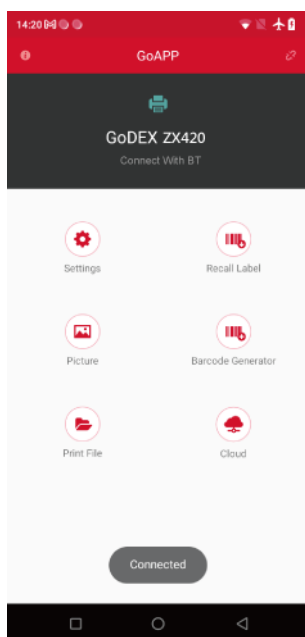 14:20
GoAPP
GoDEX ZX420
Connect With BT
Settings
Recall Label
Picture
Barcode Generator
Print File
Cloud
Connected